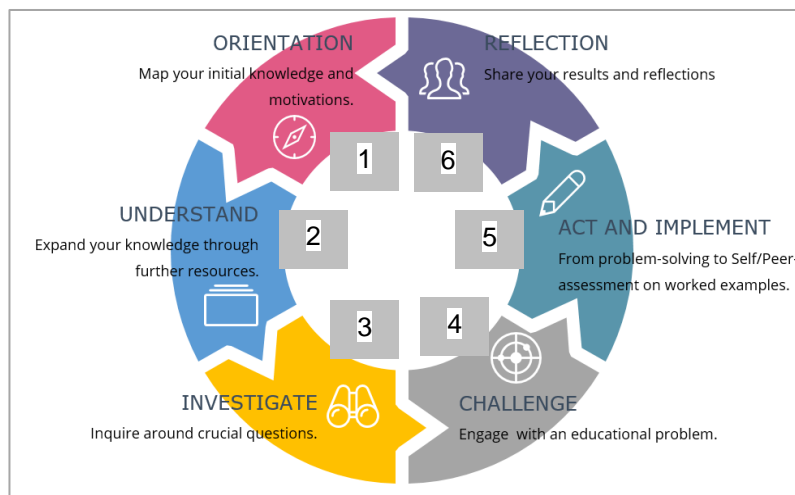 ORIENTATION
Map your initial knowledge and
motivations.
1
UNDERSTAND
Expand your knowledge through
further resources.
2
INVESTIGATE
Inquire around crucial questions.
3
CHALLENGE
Engage with an educational problem.
4
ACT AND IMPLEMENT
From problem-solving to Self/Peer-
assessment on worked examples.
5
REFLECTION
Share your results and reflections
6